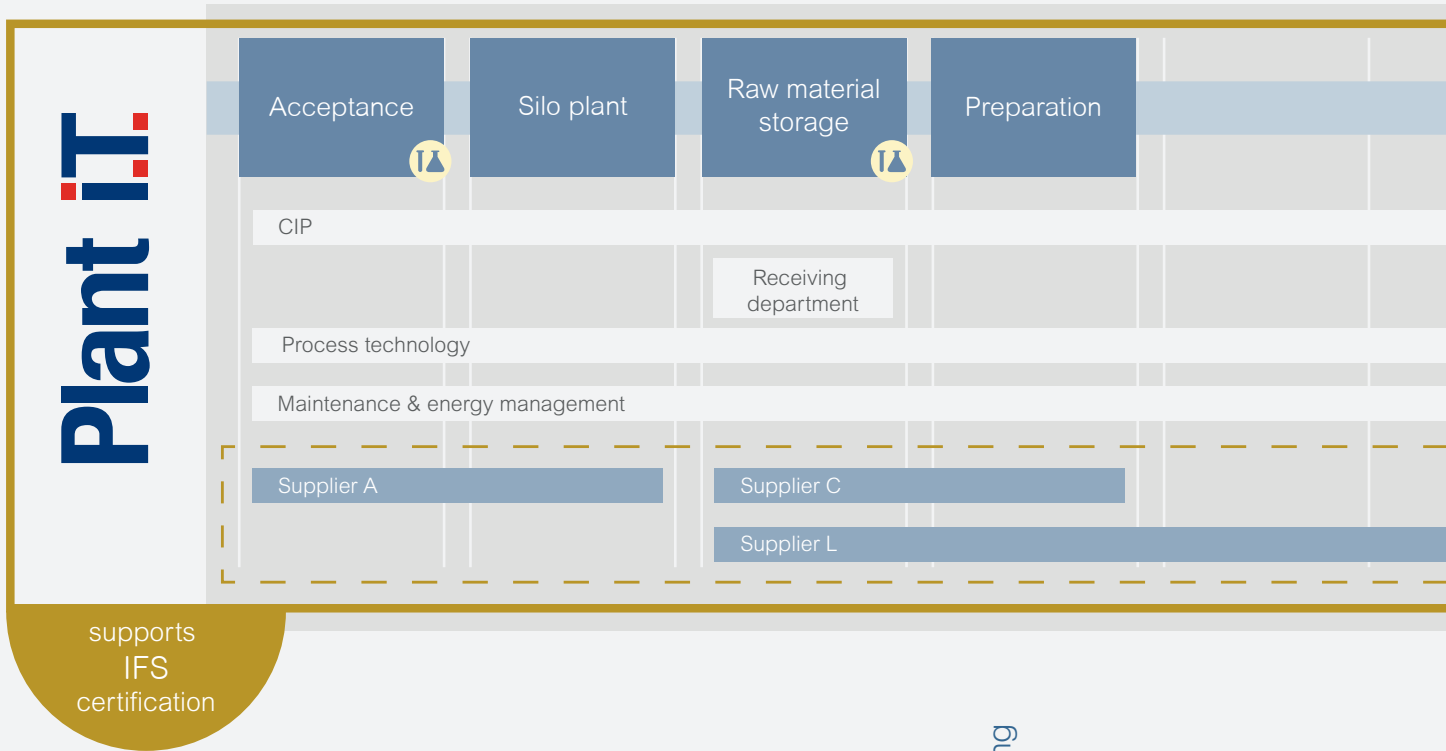 Plant i.T.
Acceptance
Silo plant
Raw material
storage
Preparation
CIP
Receiving
department
Process technology
Maintenance & energy management
Supplier A
Supplier C
Supplier L
supports
IFS
certification
ng